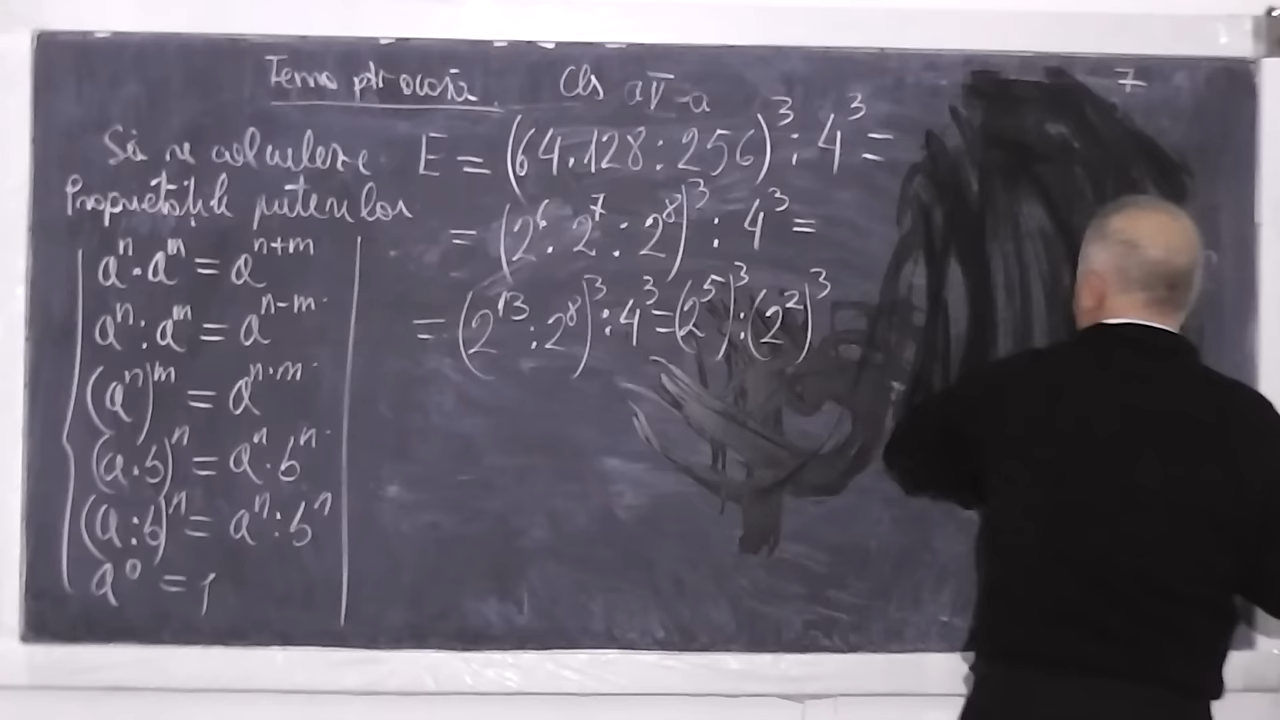 Tema ptr acasă Cls a V-a 7
Să se calculeze E = (64·128:256)³:4³=
Proprietățile puterilor
= (2⁶·2⁷:2⁸)³:4³=
= (2¹³:2⁸)³:4³=(2⁵)³:(2²)³
aⁿ·aᵐ=aⁿ⁺ᵐ
aⁿ:aᵐ=aⁿ⁻ᵐ
(aⁿ)ᵐ=aⁿ·ᵐ
(a·b)ⁿ=aⁿ·bⁿ
(a:b)ⁿ=aⁿ:bⁿ
a⁰=1